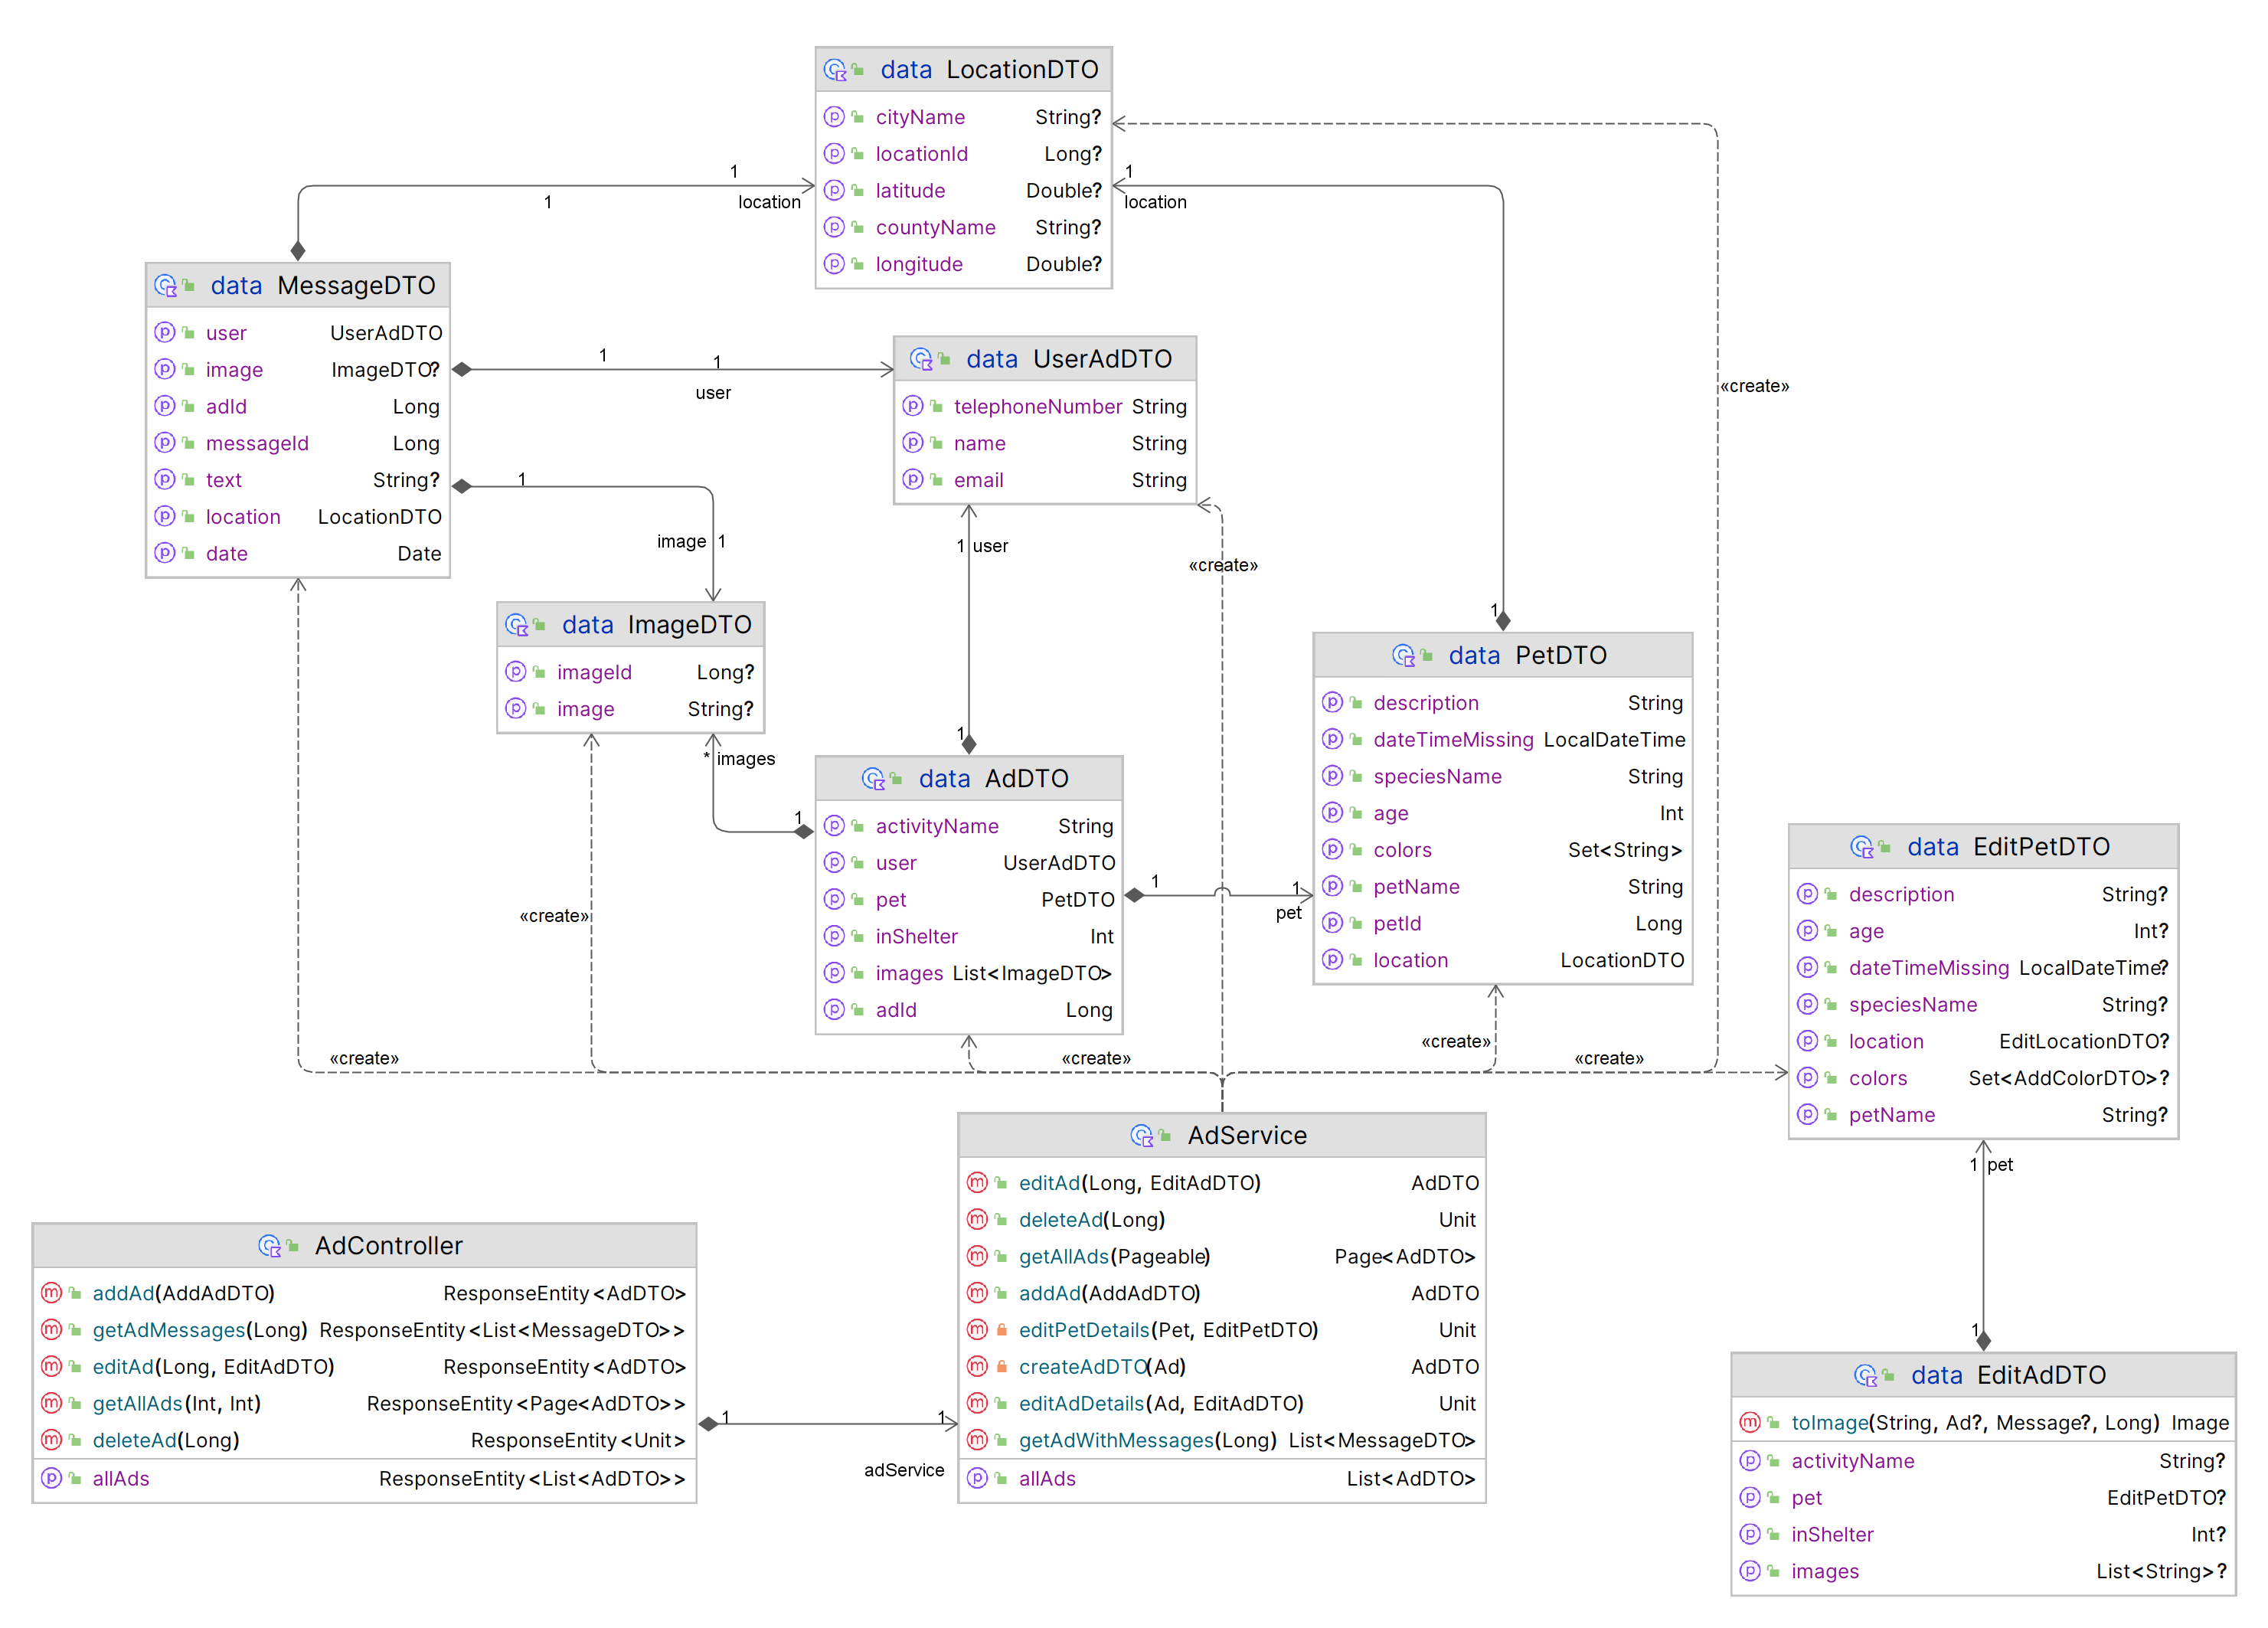 data LocationDTO
cityName String?
locationId Long?
latitude Double?
countyName String?
longitude Double?
1
location
1
1
location
data MessageDTO
user UserAdDTO
image ImageDTO?
adId Long
messageId Long
text String?
location LocationDTO
date Date
1
1
user
data UserAdDTO
telephoneNumber String
name String
email String
«create»
1
image 1
1 user
«create»
data ImageDTO
imageId Long?
image String?
* images
1
1
data AdDTO
activityName String
user UserAdDTO
pet PetDTO
inShelter Int
images List<ImageDTO>
adId Long
1
1
pet
1
data PetDTO
description String
dateTimeMissing LocalDateTime
speciesName String
age Int
colors Set<String>
petName String
petId Long
location LocationDTO
data EditPetDTO
description String?
age Int?
dateTimeMissing LocalDateTime?
speciesName String?
location EditLocationDTO?
colors Set<AddColorDTO>?
petName String?
«create»
«create»
«create»
«create»
«create»
data EditAdDTO
toImage(String, Ad?, Message?, Long) Image
activityName String?
pet EditPetDTO?
inShelter Int?
images List<String>?
1 pet
1
AdService
editAd(Long, EditAdDTO) AdDTO
deleteAd(Long) Unit
getAllAds(Pageable) Page<AdDTO>
addAd(AddAdDTO) AdDTO
editPetDetails(Pet, EditPetDTO) Unit
createAdDTO(Ad) AdDTO
editAdDetails(Ad, EditAdDTO) Unit
getAdWithMessages(Long) List<MessageDTO>
allAds List<AdDTO>
AdController
addAd(AddAdDTO) ResponseEntity<AdDTO>
getAdMessages(Long) ResponseEntity<List<MessageDTO>>
editAd(Long, EditAdDTO) ResponseEntity<AdDTO>
getAllAds(Int, Int) ResponseEntity<Page<AdDTO>>
deleteAd(Long) ResponseEntity<Unit>
allAds ResponseEntity<List<AdDTO>>
1
1
adService